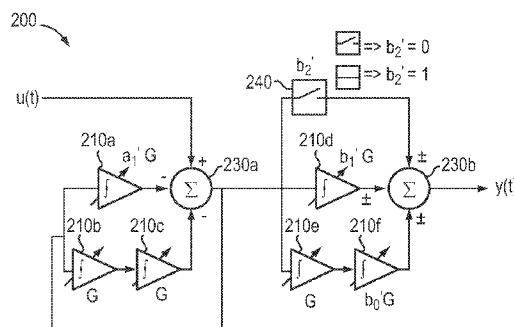 200
b₂'
=> b₂' = 0
240
=> b₂' = 1
u(t)
210a
a₁' G
+
230a
210d
b₁' G
±
230b
∫
-
Σ
∫
±
Σ
y(t)
210b
210c
-
210e
210f
±
∫
∫
∫
∫
G
G
G
b₀'G